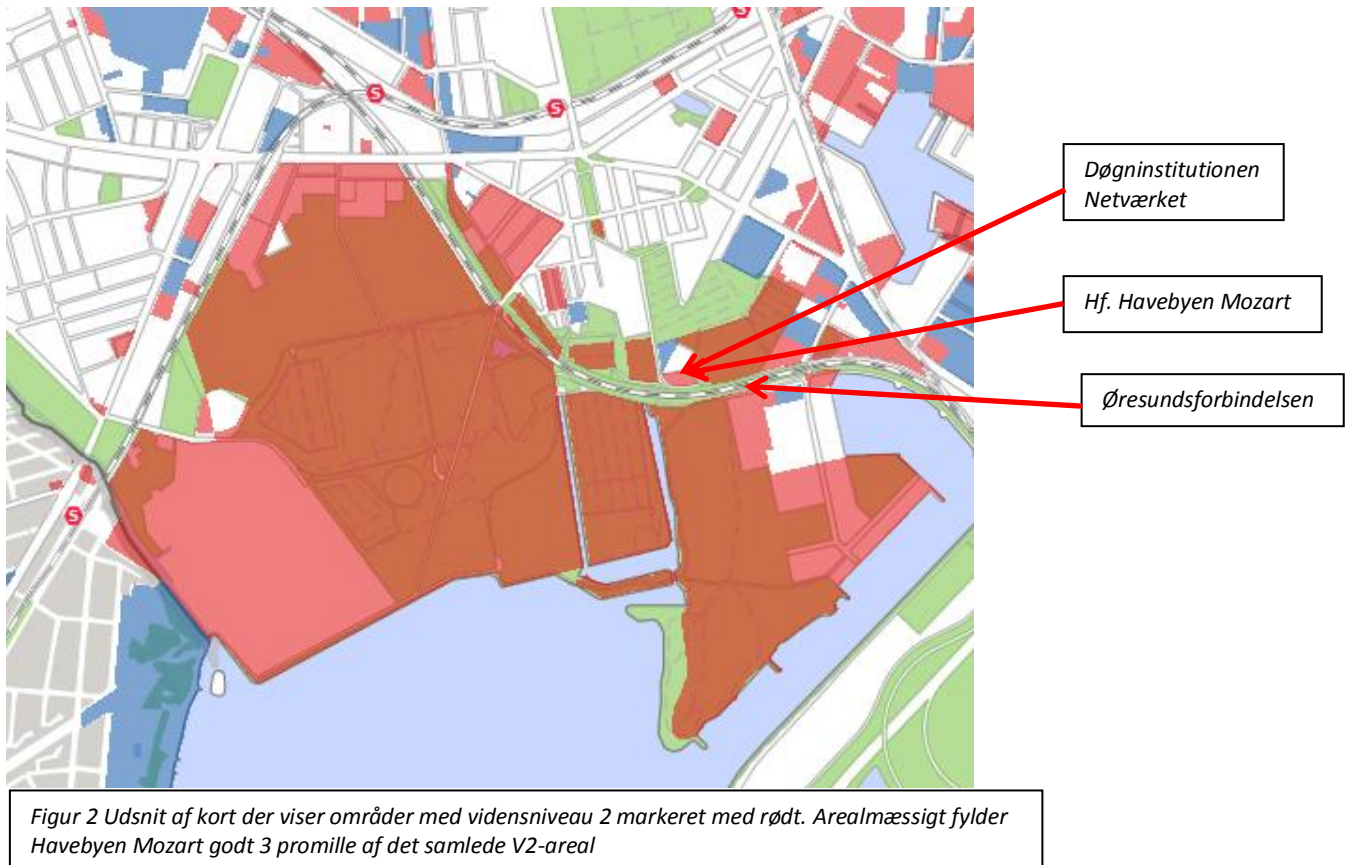 S
S
S
S
Døgninstitutionen
Netværket
Hf. Havebyen Mozart
Øresundsforbindelsen
Figur 2 Udsnit af kort der viser områder med vidensniveau 2 markeret med rødt. Arealmæssigt fylder
Havebyen Mozart godt 3 promille af det samlede V2-areal